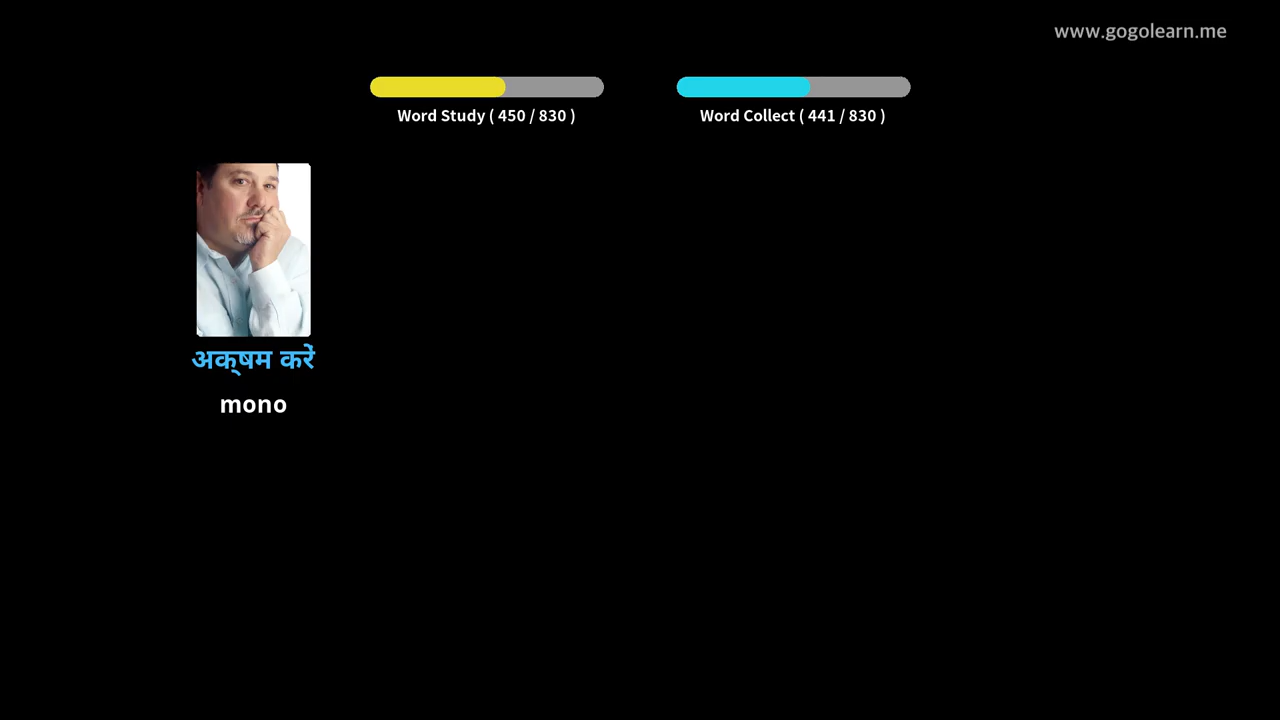 www.gogolearn.me
Word Study ( 450 / 830 )
Word Collect ( 441 / 830 )
अक्षम करें
mono